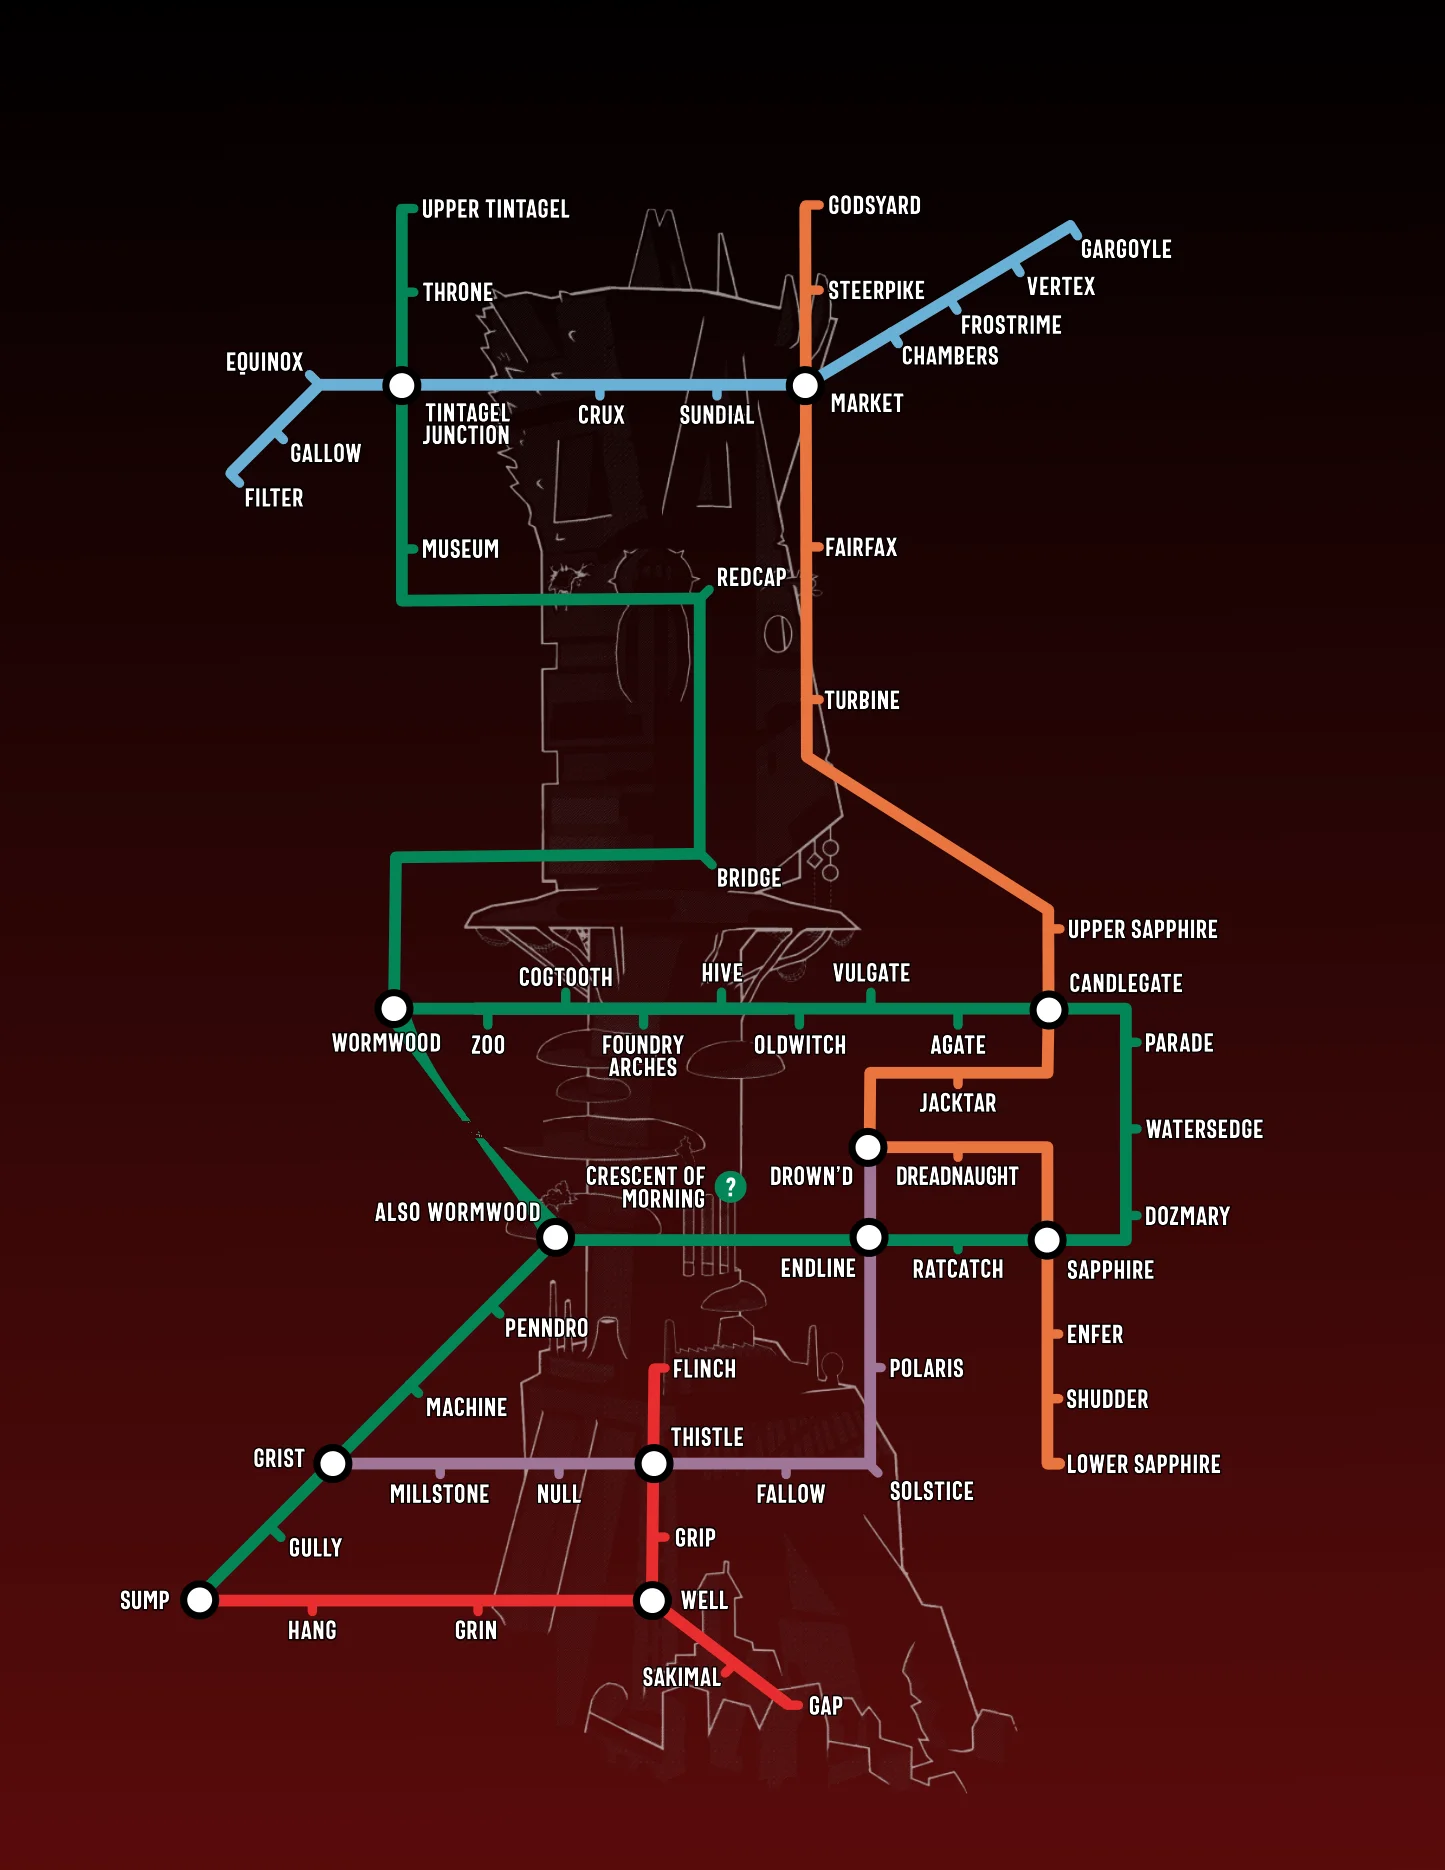 UPPER TINTAGEL
GODSYARD
GARGOYLE
THRONE
STEERPIKE
VERTEX
FROSTRIME
CHAMBERS
EQUINOX
TINTAGEL
JUNCTION
CRUX
SUNDIAL
MARKET
GALLOW
FILTER
MUSEUM
FAIRFAX
REDCAP
TURBINE
BRIDGE
UPPER SAPPHIRE
COGTOOTH
HIVE
VULGATE
CANDLEGATE
WORMWOOD
ZOO
FOUNDRY
ARCHES
OLDWITCH
AGATE
PARADE
JACKTAR
WATERSEDGE
CRESCENT OF
MORNING
?
DROWN'D
DREADNAUGHT
ALSO WORMWOOD
DOZMARY
ENDLINE
RATCATCH
SAPPHIRE
PENNDRO
ENFER
FLINCH
POLARIS
MACHINE
SHUDDER
THISTLE
GRIST
LOWER SAPPHIRE
MILLSTONE
NULL
FALLOW
SOLSTICE
GULLY
GRIP
SUMP
WELL
HANG
GRIN
SAKIMAL
GAP